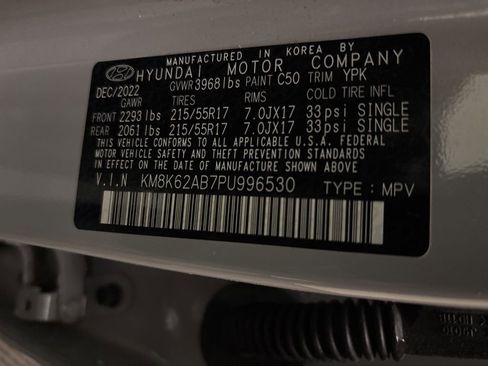 MANUFACTURED IN KOREA BY
HYUNDAI MOTOR COMPANY
DEC/2022 GVWR 3968 lbs PAINT C50 TRIM YPK
GAWR TIRES RIMS COLD TIRE INFL
FRONT 2293 lbs 215/55R17 7.0JX17 33 psi SINGLE
REAR 2061 lbs 215/55R17 7.0JX17 33 psi SINGLE
THIS VEHICLE CONFORMS TO ALL APPLICABLE U.S.A. FEDERAL
MOTOR VEHICLE SAFETY, BUMPER, AND THEFT PREVENTION
STANDARDS IN EFFECT ON THE DATE OF MANUFACTURE SHOWN ABOVE
V.I.N KM8K62AB7PU996530 TYPE : MPV